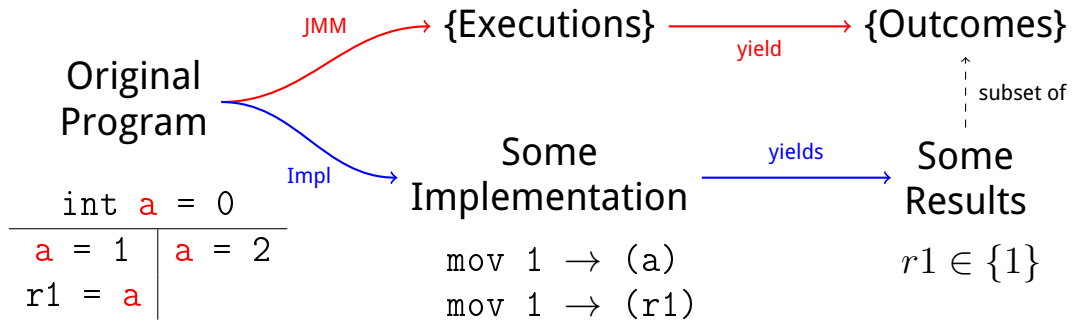 JMM
{Executions}
yield
{Outcomes}
Original
Program
subset of
Impl
Some
Implementation
yields
Some
Results
int a = 0
a = 1 a = 2
r1 = a
mov 1 → (a)
mov 1 → (r1)
r1 ∈ {1}